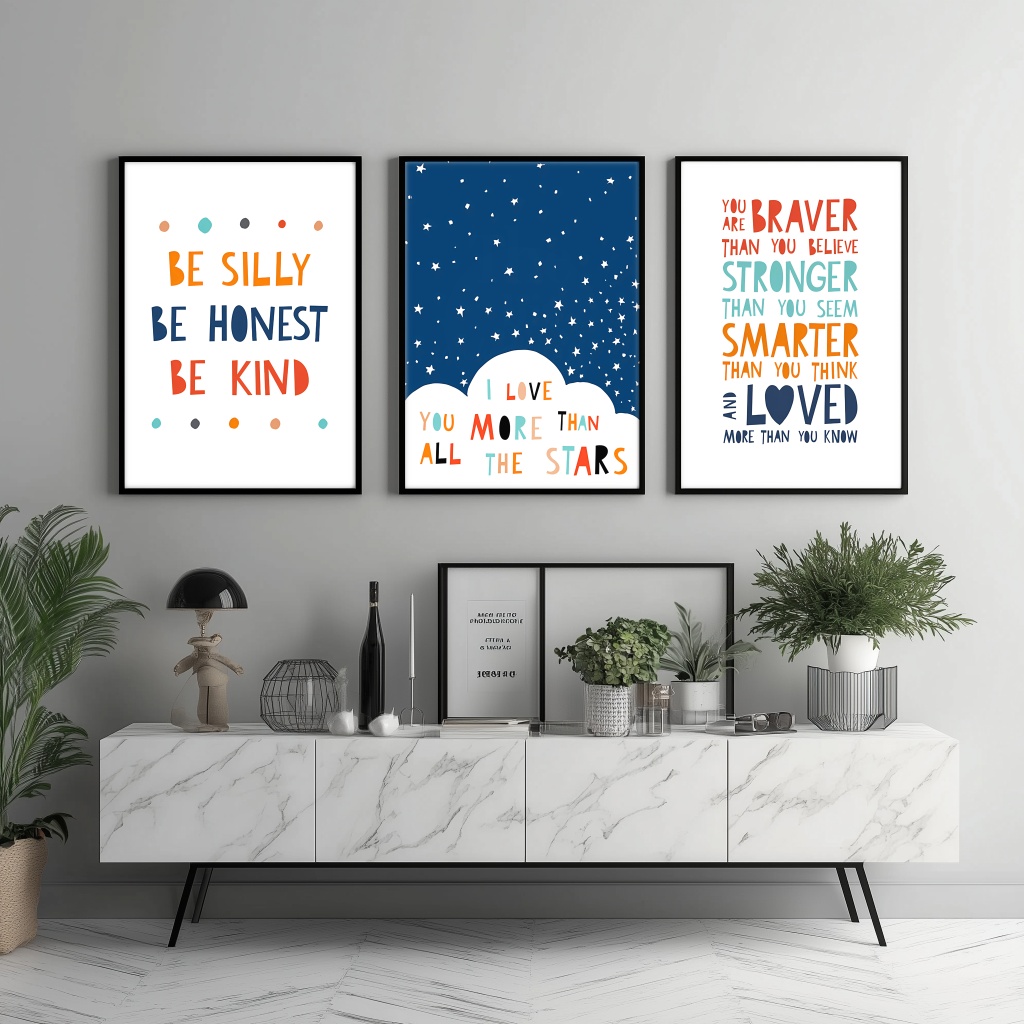 BE SILLY
BE HONEST
BE KIND
I LOVE
YOU MORE THAN
ALL THE STARS
YOU ARE BRAVER
THAN YOU BELIEVE
STRONGER
THAN YOU SEEM
SMARTER
THAN YOU THINK
AND LOVED
MORE THAN YOU KNOW